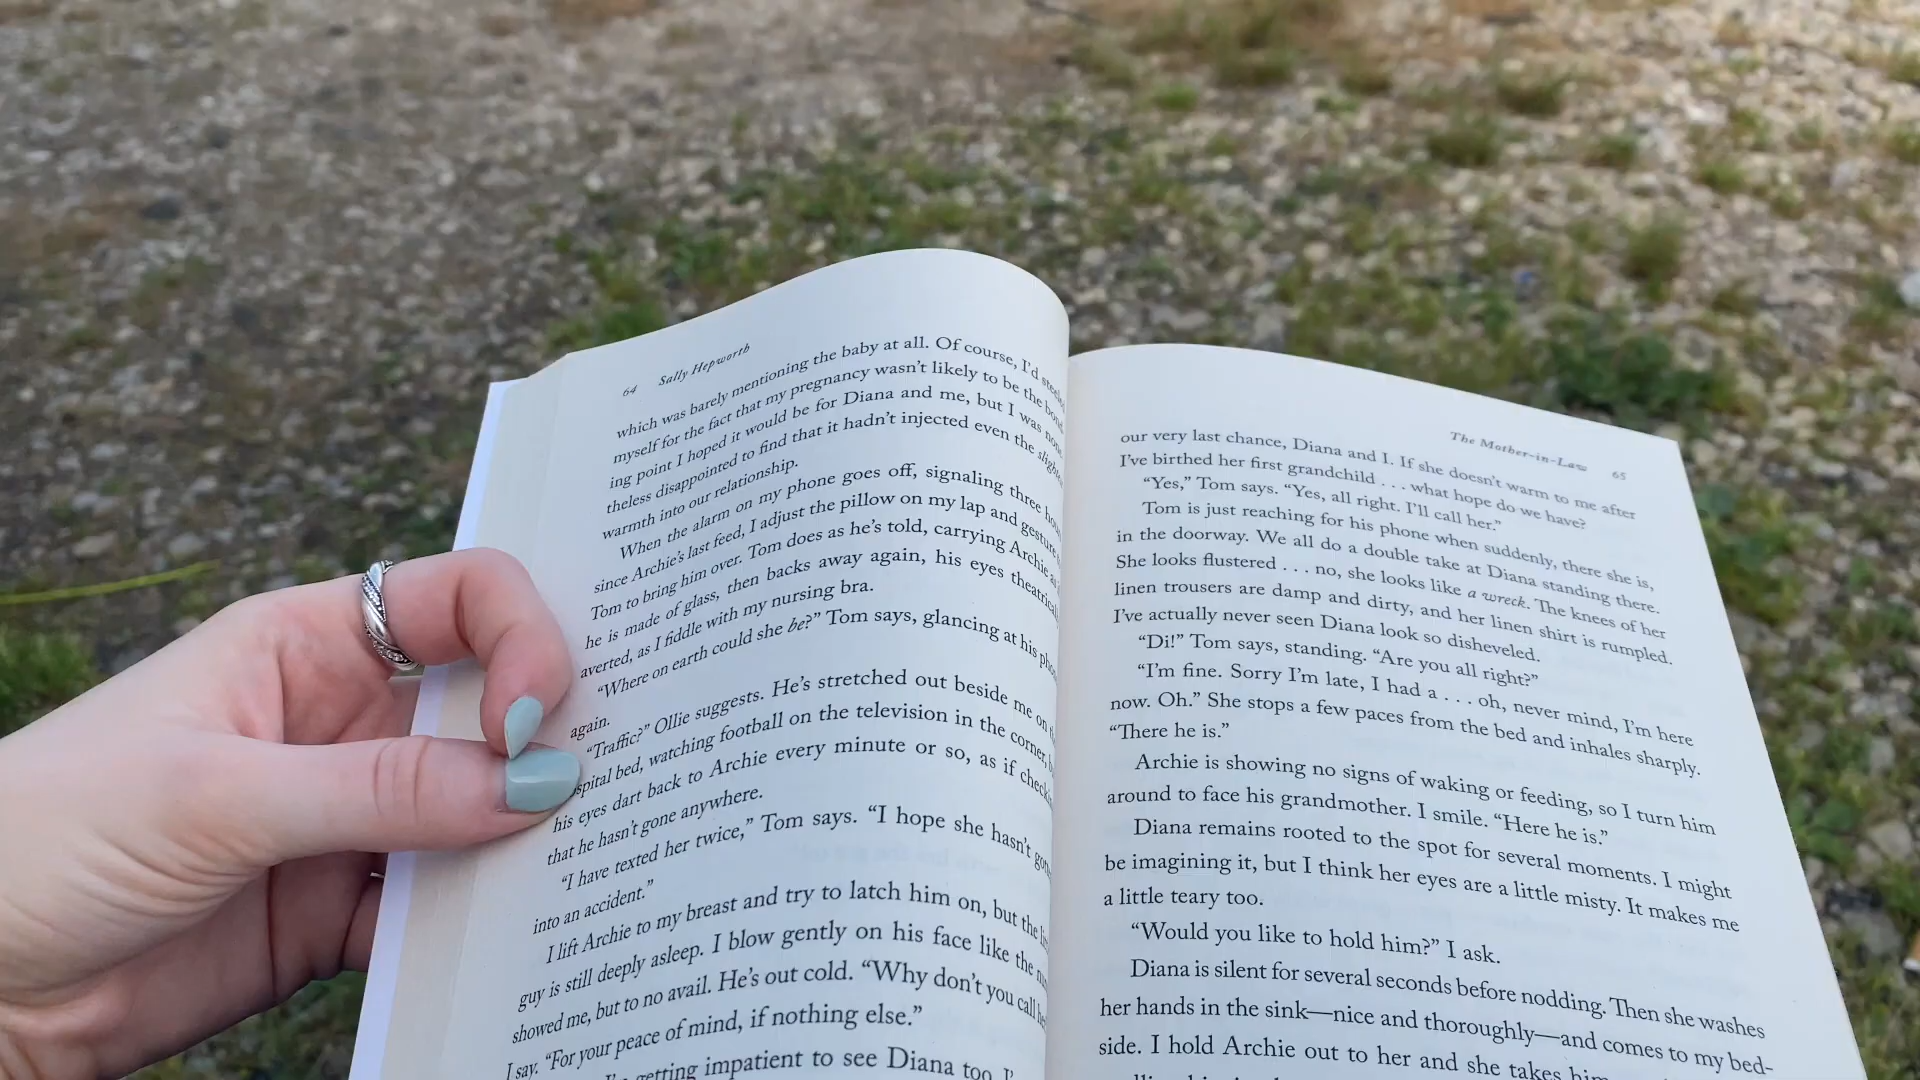 64 Sally Hepworth
which was barely mentioning the baby at all. Of course, I'd
myself for the fact that my pregnancy wasn't likely to be the
ing point I hoped it would be for Diana and me, but I was
theless disappointed to find that it hadn't injected even the
warmth into our relationship.
When the alarm on my phone goes off, signaling three
since Archie's last feed, I adjust the pillow on my lap and
Tom to bring him over. Tom does as he's told, carrying Archie
he is made of glass, then backs away again, his eyes
averted, as I fiddle with my nursing bra.
“Where on earth could she be?” Tom says, glancing at his
again.
“Traffic?” Ollie suggests. He's stretched out beside me on
bed, watching football on the television in the corner,
his eyes dart back to Archie every minute or so, as if
that he hasn't gone anywhere.
“I have texted her twice,” Tom says. “I hope she hasn't
into an accident.”
I lift Archie to my breast and try to latch him on, but the
guy is still deeply asleep. I blow gently on his face like the
showed me, but to no avail. He's out cold. “Why don't you call
I say. “For your peace of mind, if nothing else.”
getting impatient to see Diana too.
The Mother-in-Law 65
our very last chance, Diana and I. If she doesn't warm to me after
I've birthed her first grandchild . . . what hope do we have?
“Yes,” Tom says. “Yes, all right. I'll call her.”
Tom is just reaching for his phone when suddenly, there she is,
in the doorway. We all do a double take at Diana standing there.
She looks flustered . . . no, she looks like a wreck. The knees of her
linen trousers are damp and dirty, and her linen shirt is rumpled.
I've actually never seen Diana look so disheveled.
“Di!” Tom says, standing. “Are you all right?”
“I'm fine. Sorry I'm late, I had a . . . oh, never mind, I'm here
now. Oh.” She stops a few paces from the bed and inhales sharply.
“There he is.”
Archie is showing no signs of waking or feeding, so I turn him
around to face his grandmother. I smile. “Here he is.”
Diana remains rooted to the spot for several moments. I might
be imagining it, but I think her eyes are a little misty. It makes me
a little teary too.
“Would you like to hold him?” I ask.
Diana is silent for several seconds before nodding. Then she washes
her hands in the sink—nice and thoroughly—and comes to my bed-
side. I hold Archie out to her and she takes him